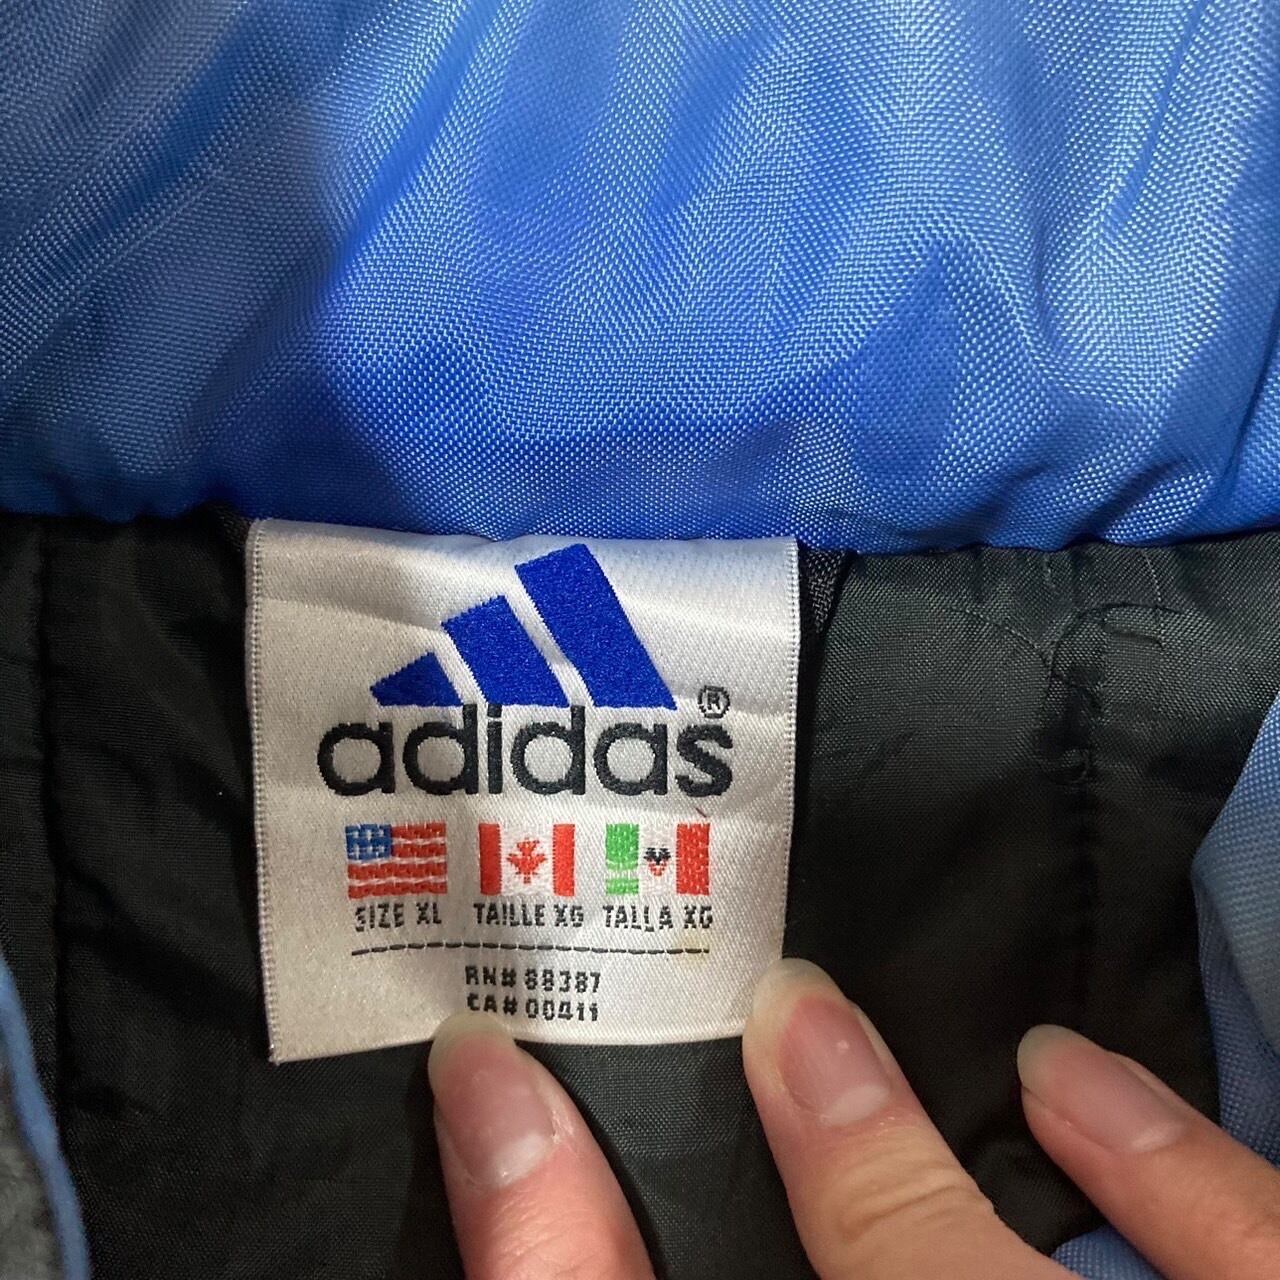 adidas®
SIZE XL TAILLE XG TALLA XG
RN# 88387
CA# 00411